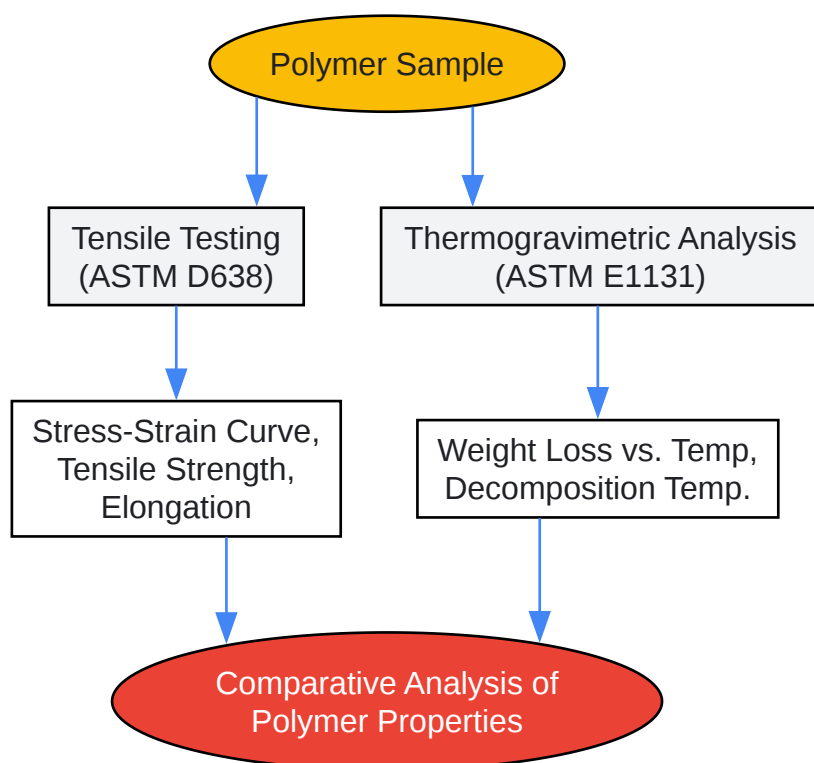 Polymer Sample
Tensile Testing
(ASTM D638)
Thermogravimetric Analysis
(ASTM E1131)
Stress-Strain Curve,
Tensile Strength,
Elongation
Weight Loss vs. Temp,
Decomposition Temp.
Comparative Analysis of
Polymer Properties